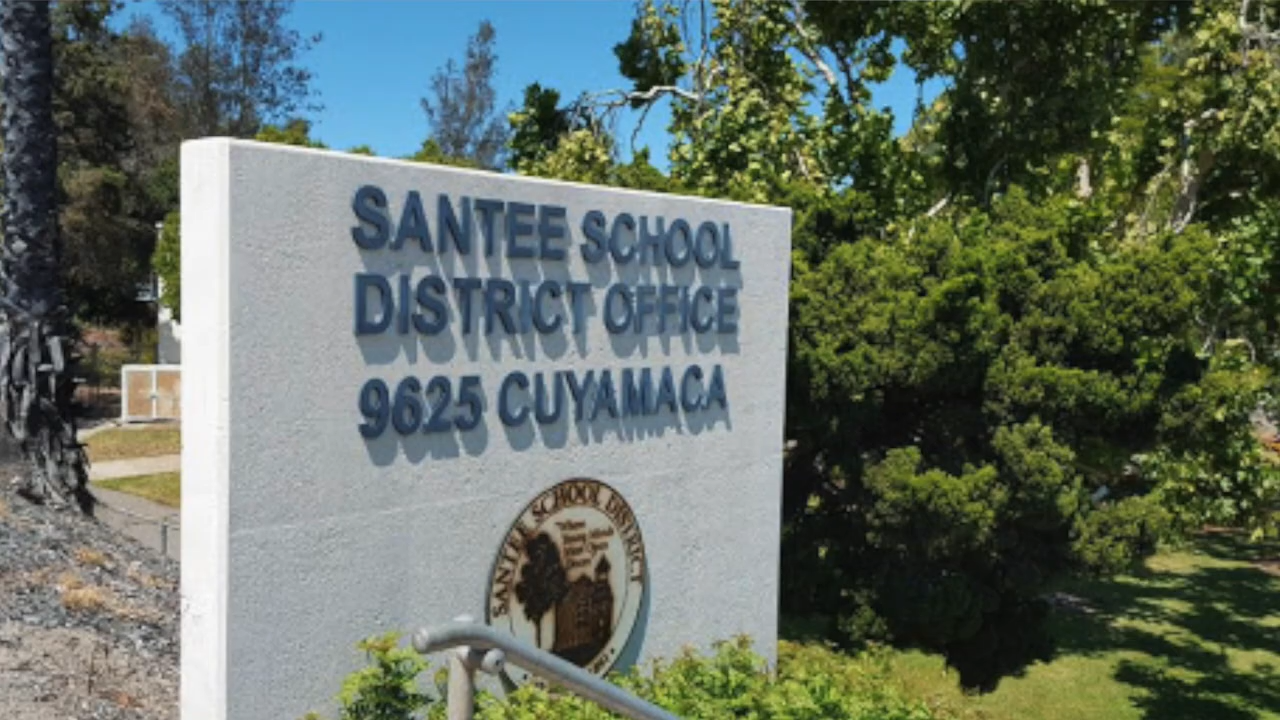 SANTEE SCHOOL
DISTRICT OFFICE
9625 CUYAMACA
SANTEE SCHOOL DISTRICT